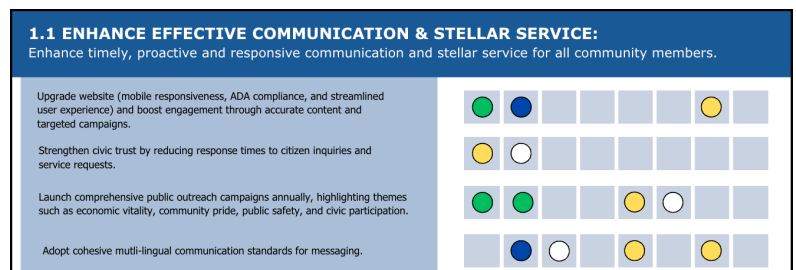 1.1 ENHANCE EFFECTIVE COMMUNICATION & STELLAR SERVICE:
Enhance timely, proactive and responsive communication and stellar service for all community members.
Upgrade website (mobile responsiveness, ADA compliance, and streamlined
user experience) and boost engagement through accurate content and
targeted campaigns.
Strengthen civic trust by reducing response times to citizen inquiries and
service requests.
Launch comprehensive public outreach campaigns annually, highlighting themes
such as economic vitality, community pride, public safety, and civic participation.
Adopt cohesive mutli-lingual communication standards for messaging.